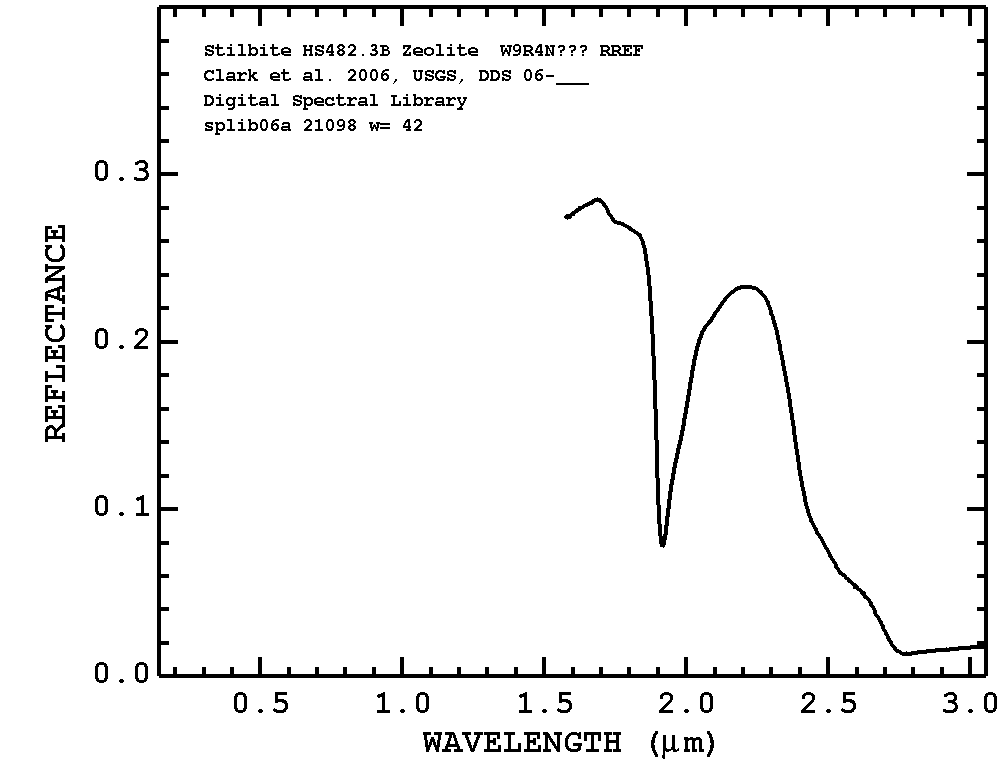 Stilbite HS482.3B Zeolite W9R4N??? RREF
Clark et al. 2006, USGS, DDS 06-___
Digital Spectral Library
splib06a 21098 w= 42
0.3
0.2
0.1
0.0
REFLECTANCE
0.5 1.0 1.5 2.0 2.5 3.0
WAVELENGTH (μm)